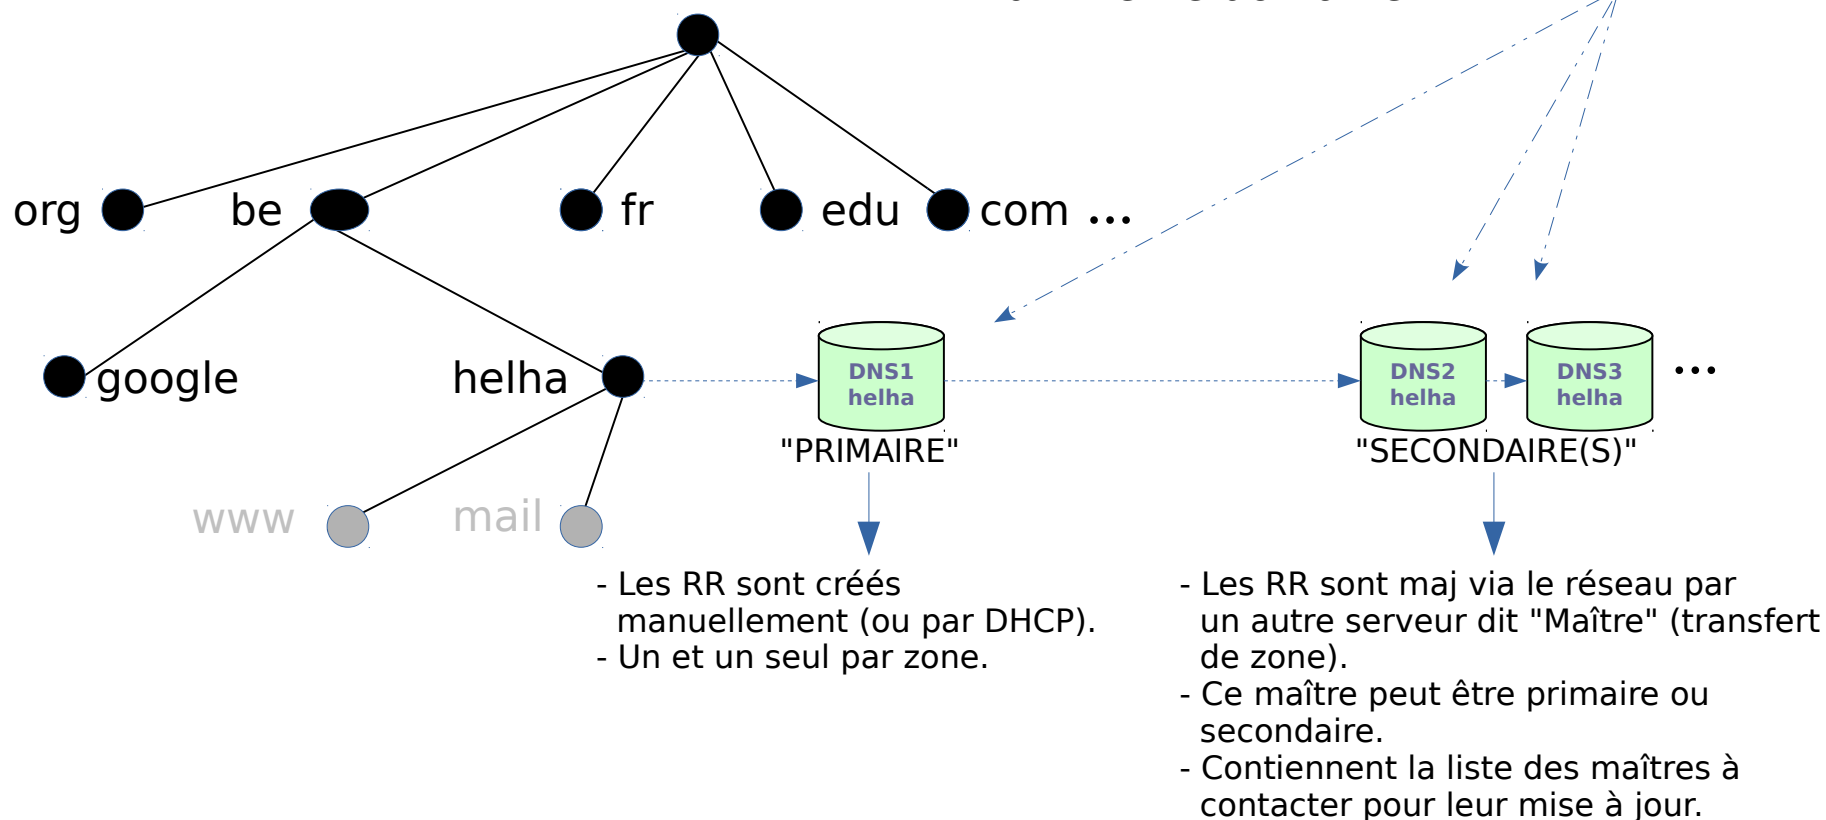 org
be
fr
edu
com ...
google
helha
DNS1
helha
DNS2
helha
DNS3
helha
...
"PRIMAIRE"
"SECONDAIRE(S)"
www
mail
- Les RR sont créés
manuellement (ou par DHCP).
- Un et un seul par zone.
- Les RR sont maj via le réseau par
un autre serveur dit "Maître" (transfert
de zone).
- Ce maître peut être primaire ou
secondaire.
- Contiennent la liste des maîtres à
contacter pour leur mise à jour.